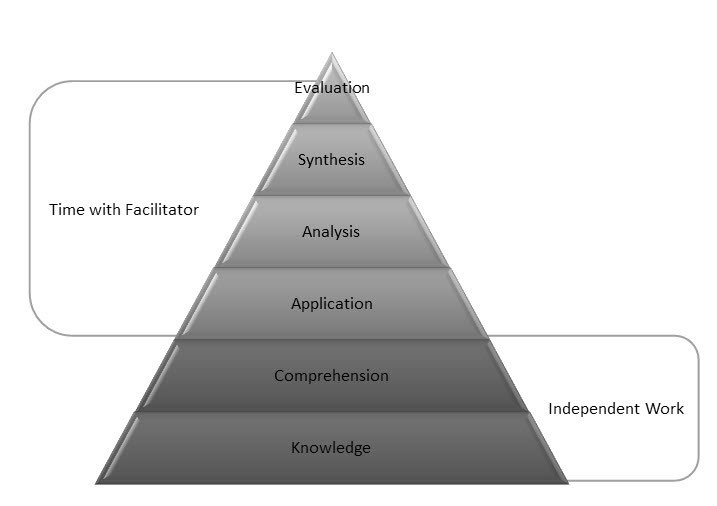 Evaluation
Synthesis
Time with Facilitator
Analysis
Application
Comprehension
Independent Work
Knowledge